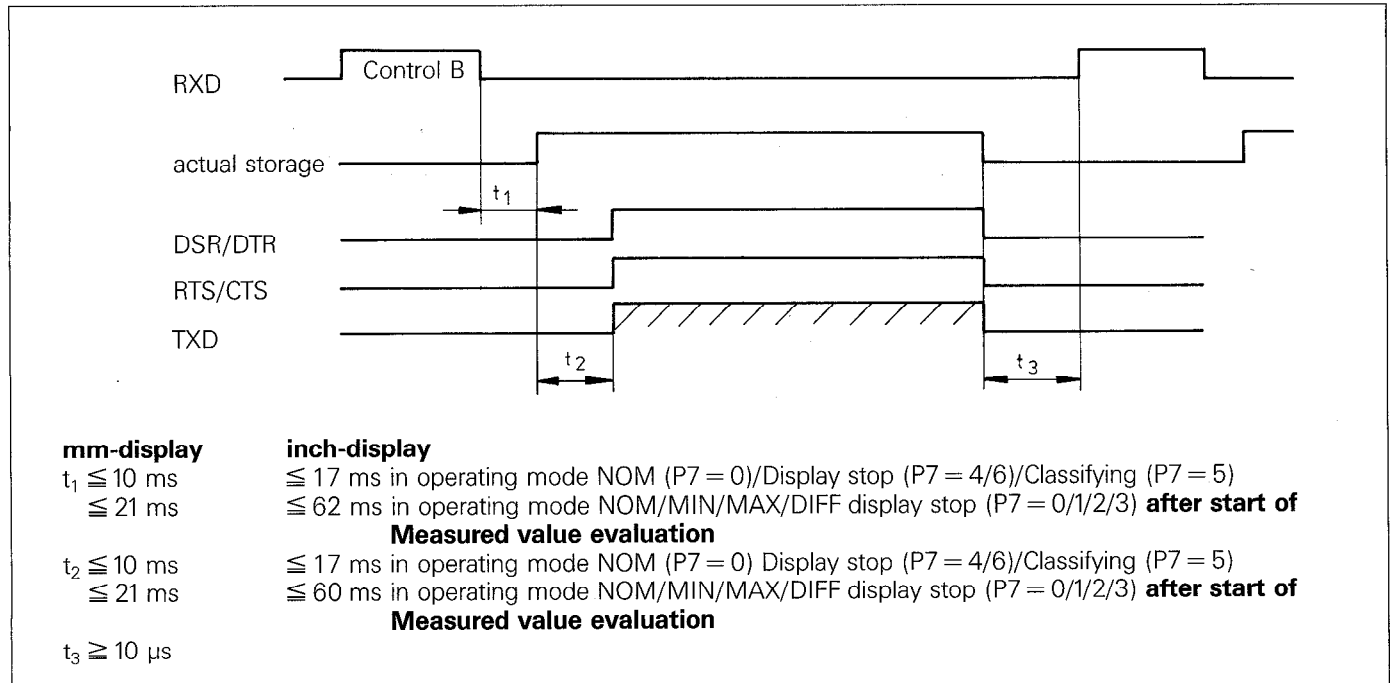 RXD
Control B
actual storage
t₁
DSR/DTR
RTS/CTS
TXD
t₂
t₃
mm-display inch-display
t₁ ≦ 10 ms ≦ 17 ms in operating mode NOM (P7 = 0)/Display stop (P7 = 4/6)/Classifying (P7 = 5)
≦ 21 ms ≦ 62 ms in operating mode NOM/MIN/MAX/DIFF display stop (P7 = 0/1/2/3) after start of
Measured value evaluation
t₂ ≦ 10 ms ≦ 17 ms in operating mode NOM (P7 = 0) Display stop (P7 = 4/6)/Classifying (P7 = 5)
≦ 21 ms ≦ 60 ms in operating mode NOM/MIN/MAX/DIFF display stop (P7 = 0/1/2/3) after start of
Measured value evaluation
t₃ ≧ 10 µs